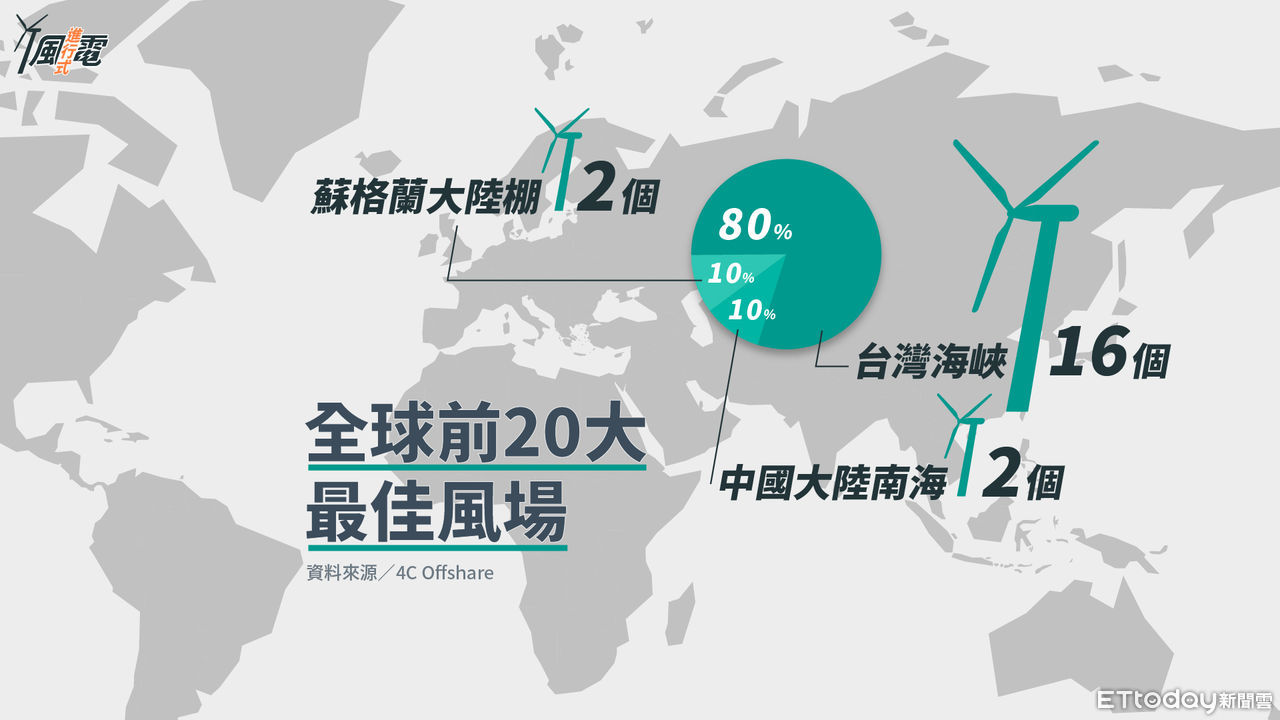 風電
進行式
蘇格蘭大陸棚 2個
80%
10%
10%
台灣海峽 16個
中國大陸南海 2個
全球前20大
最佳風場
資料來源／4C Offshare
ETtoday新聞雲